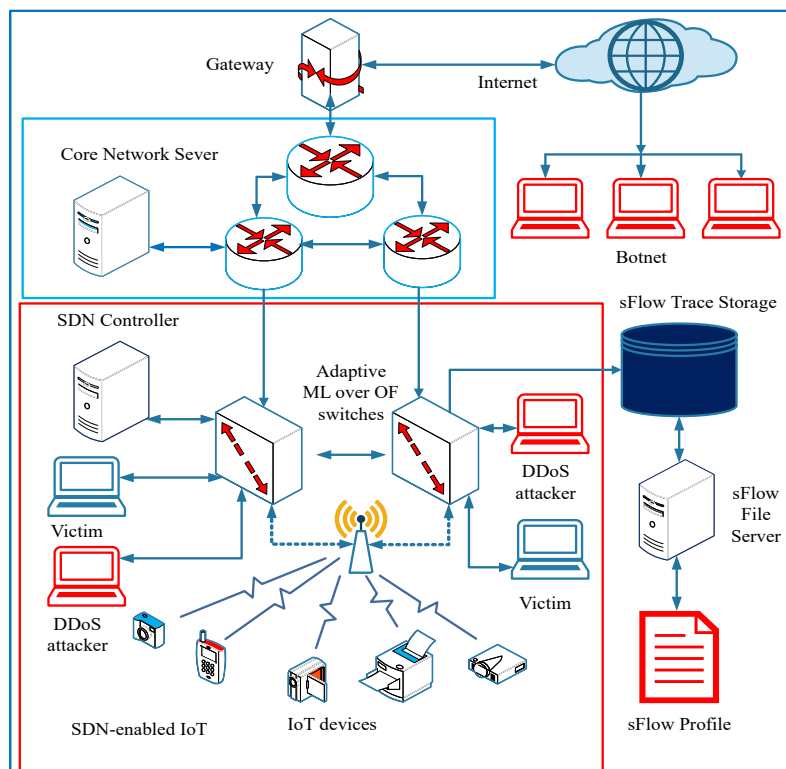 Gateway
Internet
Core Network Sever
Botnet
SDN Controller
sFlow Trace Storage
Adaptive
ML over OF
switches
DDoS
attacker
Victim
sFlow
File
Server
Victim
DDoS
attacker
SDN-enabled IoT
IoT devices
sFlow Profile